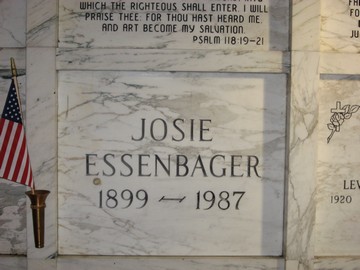 WHICH THE RIGHTEOUS SHALL ENTER. I WILL
PRAISE THEE: FOR THOU HAST HEARD ME,
AND ART BECOME MY SALVATION.
PSALM 118:19-21
JOSIE
ESSENBAGER
1899 ~ 1987
1920